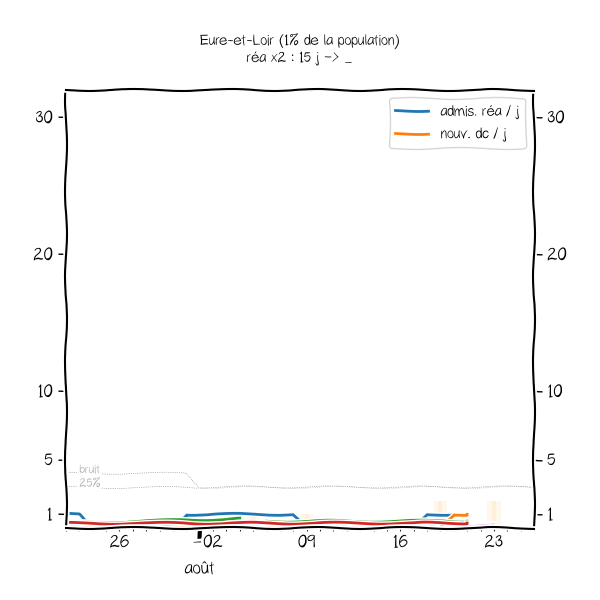 Eure-et-Loir (1% de la population)
réa x2 : 15 j -> _
admis. réa / j
nouv. dc / j
30
30
20
20
10
10
5
5
bruit
25%
1
1
26
02
09
16
23
août